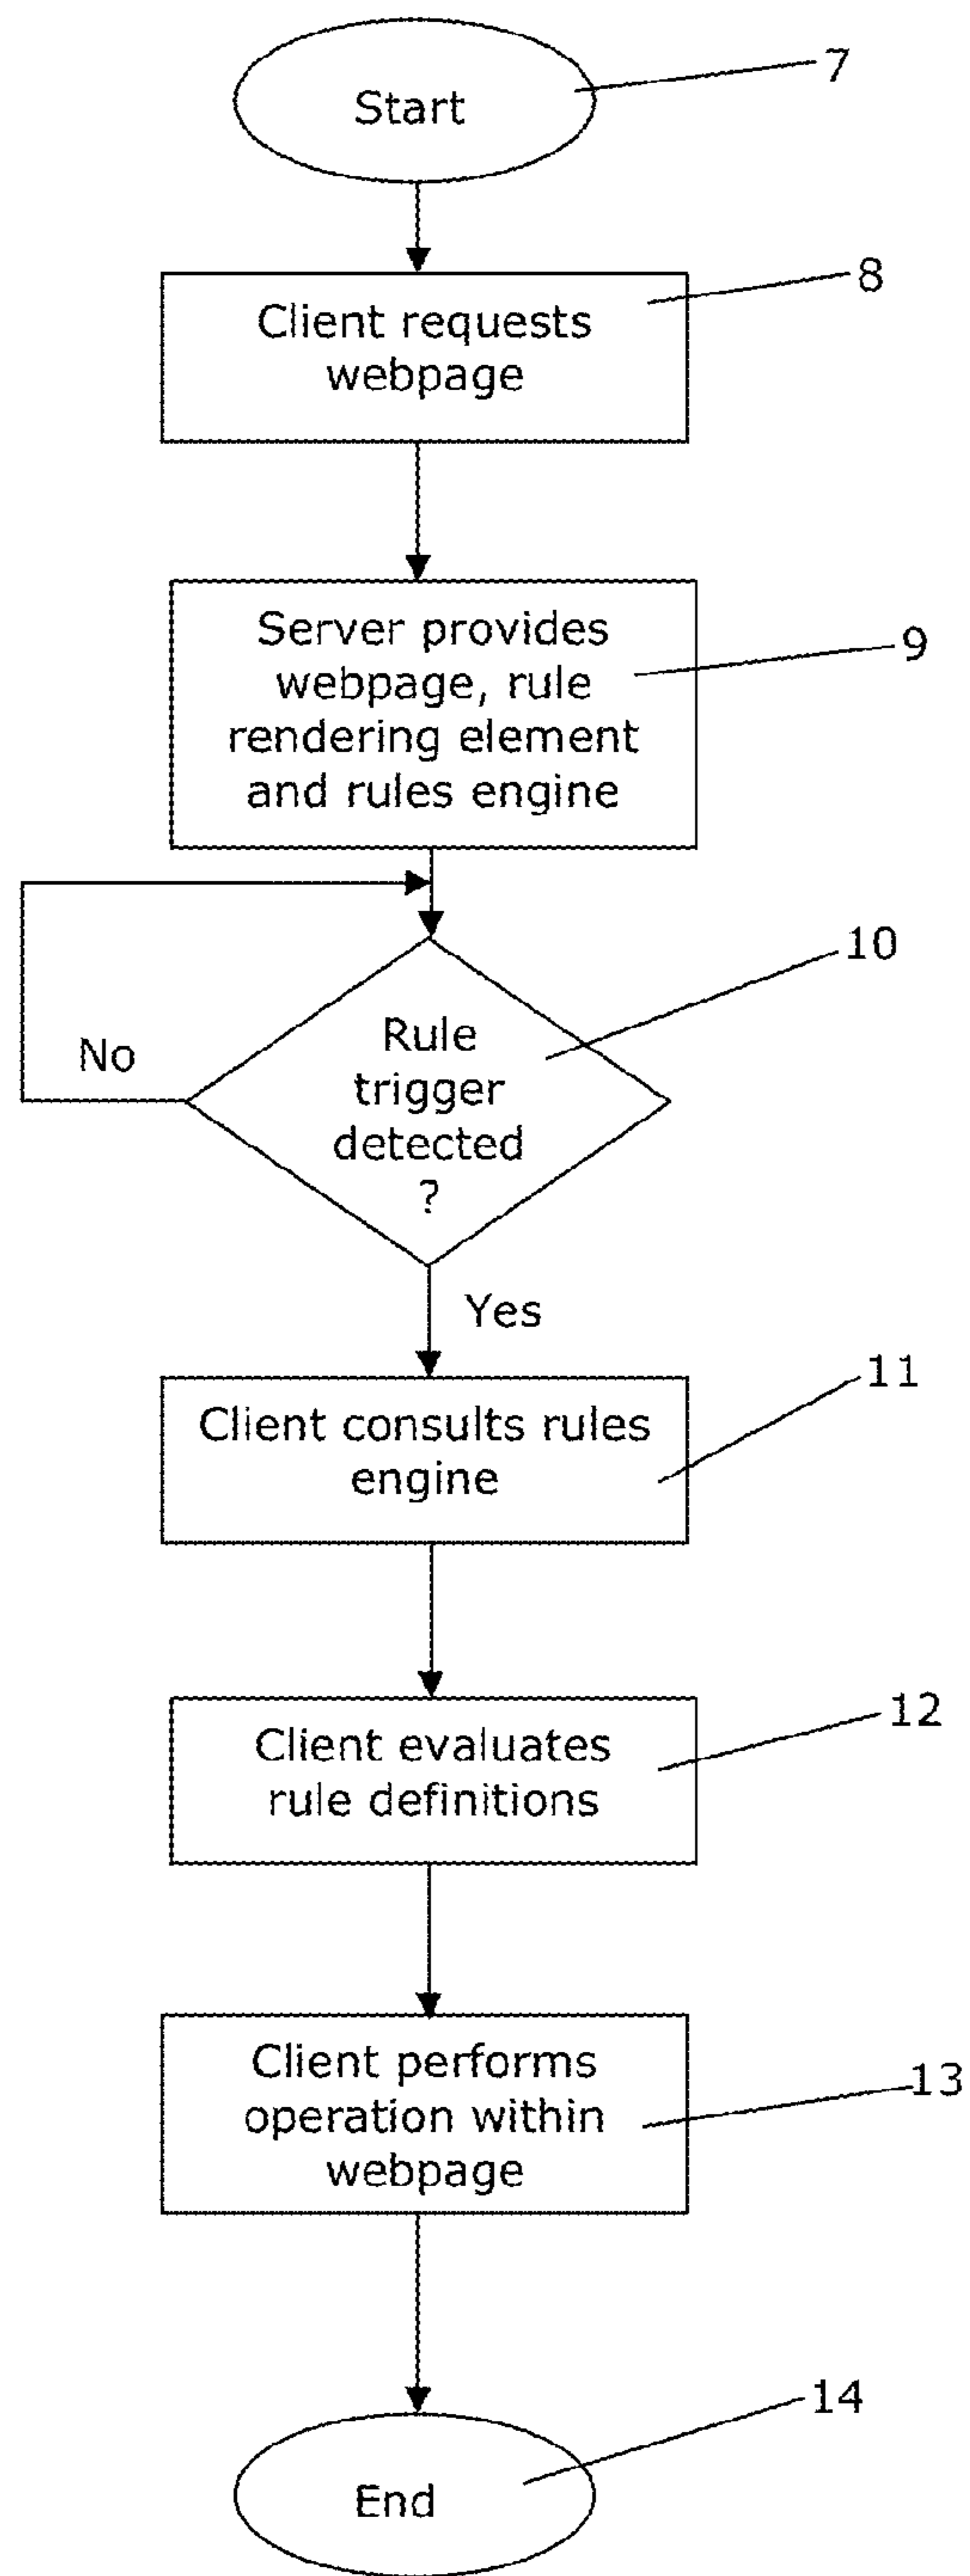 Start
7
Client requests
webpage
8
Server provides
webpage, rule
rendering element
and rules engine
9
Rule
trigger
detected
?
10
No
Yes
Client consults rules
engine
11
Client evaluates
rule definitions
12
Client performs
operation within
webpage
13
End
14